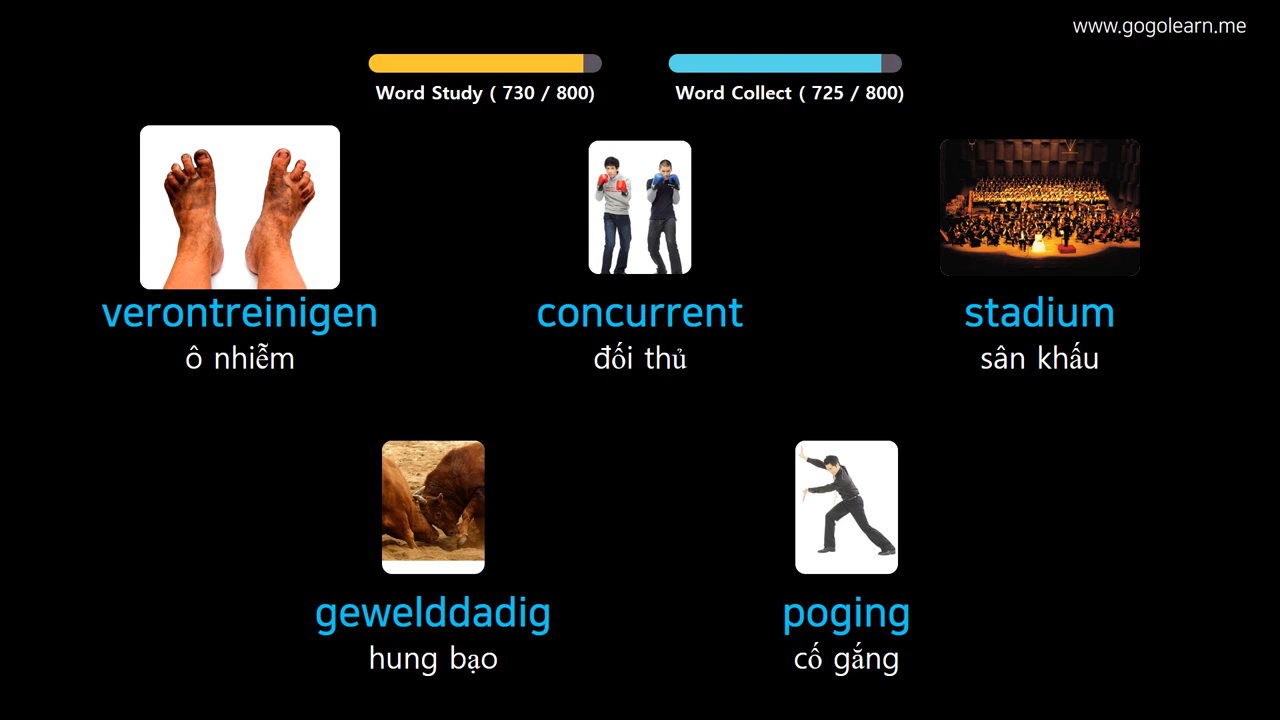 www.gogolearn.me
Word Study ( 730 / 800)
Word Collect ( 725 / 800)
verontreinigen
ô nhiễm
concurrent
đối thủ
stadium
sân khấu
gewelddadig
hung bạo
poging
cố gắng